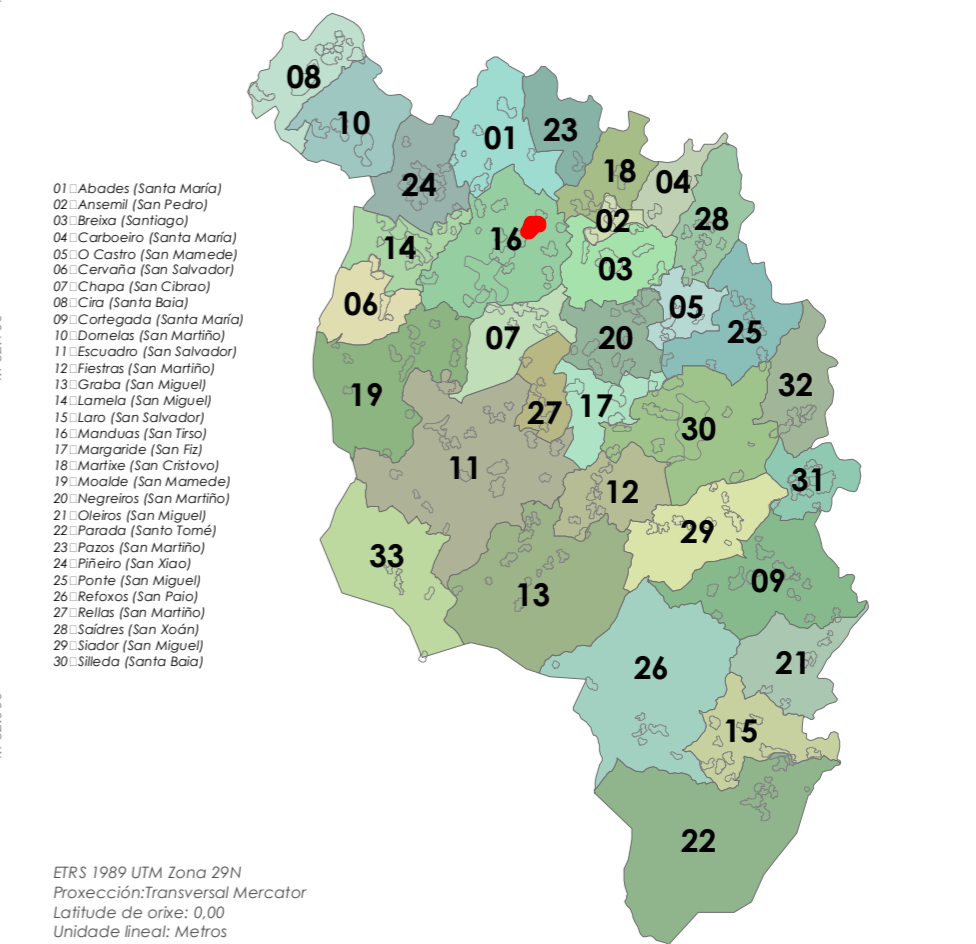 08
10
01
23
18
04
24
02
28
16
14
03
06
05
07
20
25
19
32
27
17
30
11
12
31
29
33
13
09
26
21
15
22
01 Abades (Santa María)
02 Ansemil (San Pedro)
03 Breixa (Santiago)
04 Carboeiro (Santa María)
05 O Castro (San Mamede)
06 Cervaña (San Salvador)
07 Chapa (San Cibrao)
08 Cira (Santa Baia)
09 Cortegada (Santa María)
10 Dornelas (San Martiño)
11 Escuadro (San Salvador)
12 Fiestras (San Martiño)
13 Graba (San Miguel)
14 Lamela (San Miguel)
15 Laro (San Salvador)
16 Manduas (San Tirso)
17 Margaride (San Fiz)
18 Martixe (San Cristovo)
19 Moalde (San Mamede)
20 Negreiros (San Martiño)
21 Oleiros (San Miguel)
22 Parada (Santo Tomé)
23 Pazos (San Martiño)
24 Piñeiro (San Xiao)
25 Ponte (San Miguel)
26 Refoxos (San Paio)
27 Rellas (San Martiño)
28 Saídres (San Xoán)
29 Siador (San Miguel)
30 Silleda (Santa Baia)
ETRS 1989 UTM Zona 29N
Proxección:Transversal Mercator
Latitude de orixe: 0,00
Unidade lineal: Metros